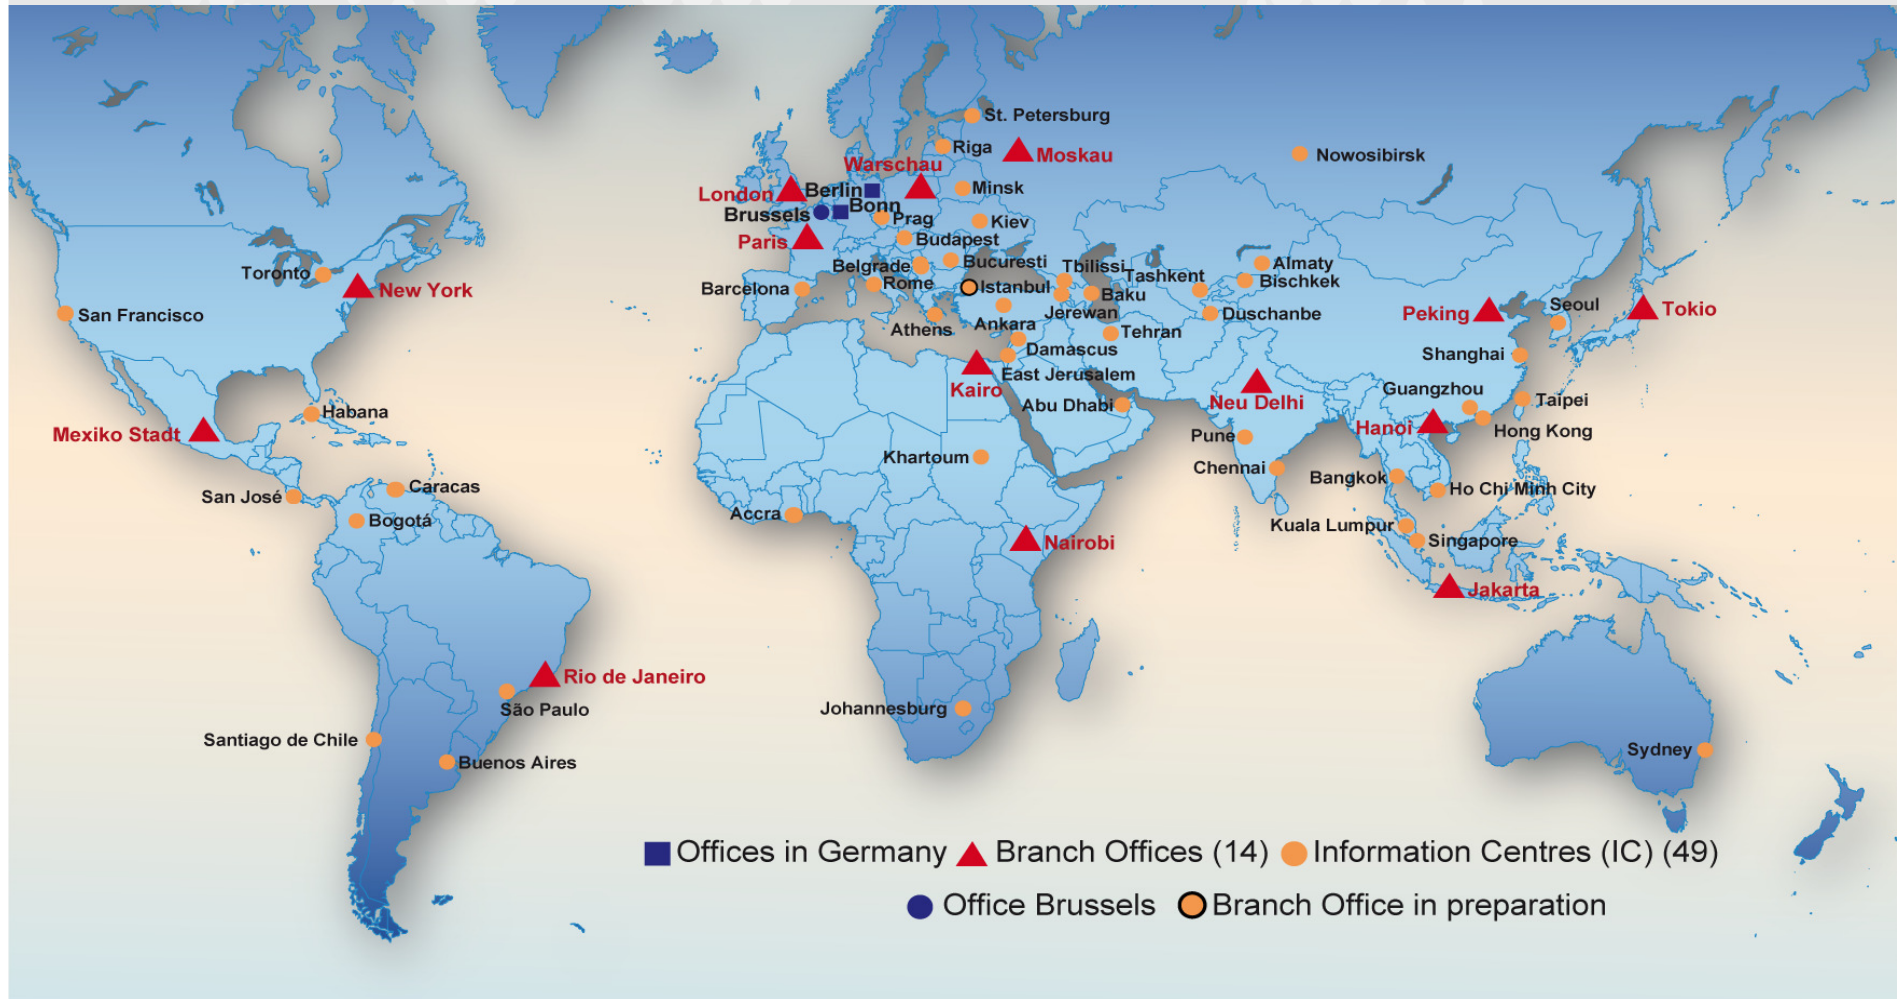 St. Petersburg
Riga
Moskau
Nowosibirsk
Warschau
London
Berlin
Minsk
Bonn
Brussels
Prag
Kiev
Paris
Budapest
Belgrade
Bucuresti
Tbilissi
Tashkent
Almaty
Toronto
New York
Barcelona
Rome
Istanbul
Baku
Bischkek
San Francisco
Athens
Ankara
Jerewan
Duschanbe
Peking
Seoul
Tokio
Tehran
Damascus
Shanghai
Kairo
East Jerusalem
Abu Dhabi
Neu Delhi
Guangzhou
Taipei
Habana
Mexiko Stadt
Pune
Hanoi
Hong Kong
Khartoum
Chennai
Bangkok
San José
Caracas
Ho Chi Minh City
Bogotá
Accra
Kuala Lumpur
Singapore
Nairobi
Jakarta
Rio de Janeiro
São Paulo
Johannesburg
Santiago de Chile
Buenos Aires
Sydney
Offices in Germany Branch Offices (14) Information Centres (IC) (49)
Office Brussels Branch Office in preparation